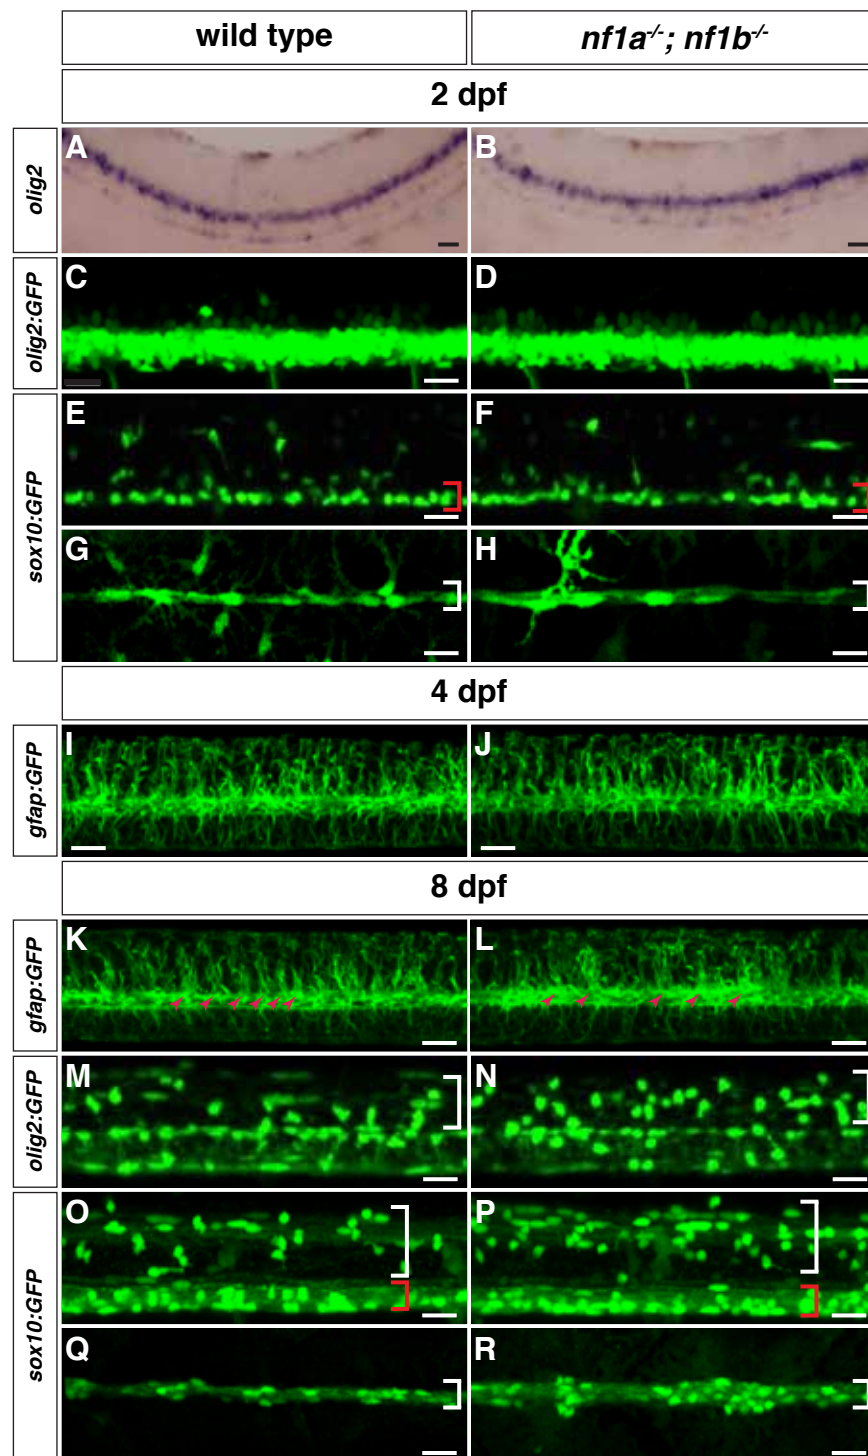 wild type
nf1a-/-; nf1b-/-
2 dpf
olig2
A
B
olig2:GFP
C
D
sox10:GFP
E
F
G
H
4 dpf
gfap:GFP
I
J
8 dpf
gfap:GFP
K
L
olig2:GFP
M
N
sox10:GFP
O
P
Q
R